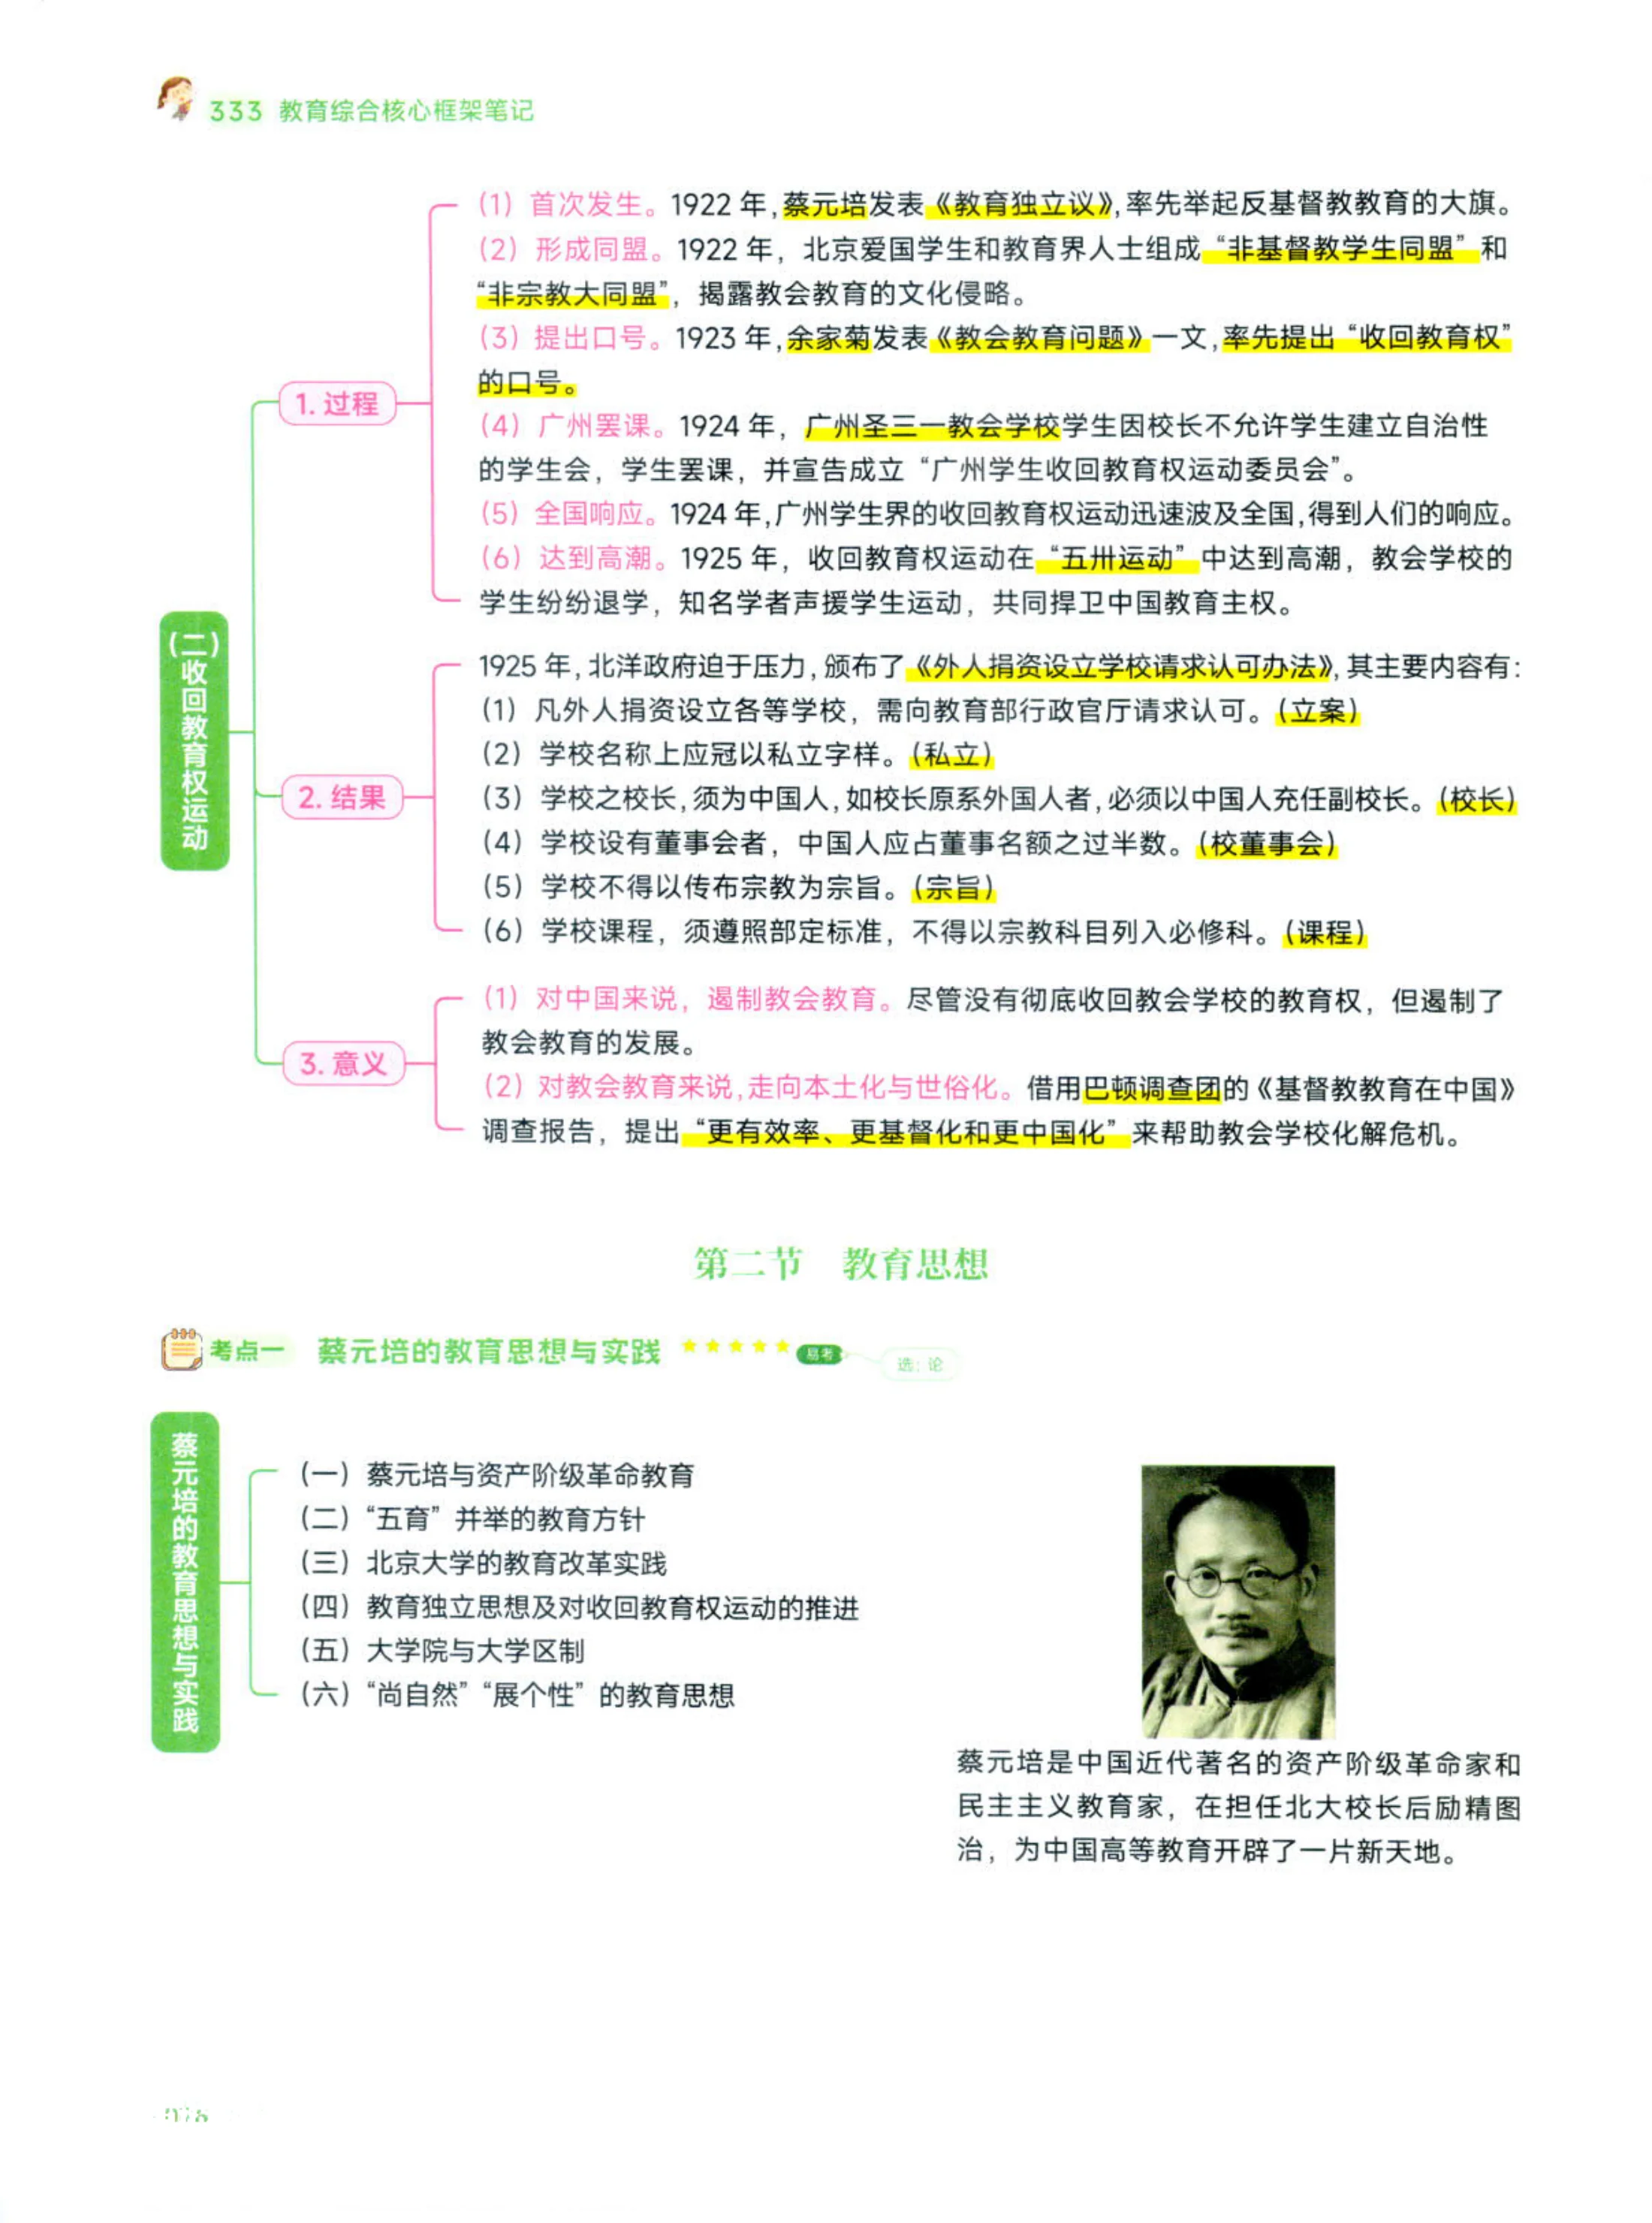 333 教育综合核心框架笔记
(二)收回教育权运动
1. 过程
(1) 首次发生。1922 年,蔡元培发表《教育独立议》,率先举起反基督教教育的大旗。
(2) 形成同盟。1922 年，北京爱国学生和教育界人士组成“非基督教学生同盟”和
“非宗教大同盟”，揭露教会教育的文化侵略。
(3) 提出口号。1923 年,余家菊发表《教会教育问题》一文,率先提出“收回教育权”
的口号。
(4) 广州罢课。1924 年，广州圣三一教会学校学生因校长不允许学生建立自治性
的学生会，学生罢课，并宣告成立“广州学生收回教育权运动委员会”。
(5) 全国响应。1924 年,广州学生界的收回教育权运动迅速波及全国,得到人们的响应。
(6) 达到高潮。1925 年，收回教育权运动在“五卅运动”中达到高潮，教会学校的
学生纷纷退学，知名学者声援学生运动，共同捍卫中国教育主权。
2. 结果
1925 年,北洋政府迫于压力,颁布了《外人捐资设立学校请求认可办法》,其主要内容有:
(1) 凡外人捐资设立各等学校，需向教育部行政官厅请求认可。(立案)
(2) 学校名称上应冠以私立字样。(私立)
(3) 学校之校长,须为中国人,如校长原系外国人者,必须以中国人充任副校长。(校长)
(4) 学校设有董事会者，中国人应占董事名额之过半数。(校董事会)
(5) 学校不得以传布宗教为宗旨。(宗旨)
(6) 学校课程，须遵照部定标准，不得以宗教科目列入必修科。(课程)
3. 意义
(1) 对中国来说，遏制教会教育。尽管没有彻底收回教会学校的教育权，但遏制了
教会教育的发展。
(2) 对教会教育来说,走向本土化与世俗化。借用巴顿调查团的《基督教教育在中国》
调查报告，提出“更有效率、更基督化和更中国化”来帮助教会学校化解危机。
第二节 教育思想
考点一 蔡元培的教育思想与实践 ★★★★★ 易考 选; 论
蔡元培的教育思想与实践
(一) 蔡元培与资产阶级革命教育
(二)“五育”并举的教育方针
(三) 北京大学的教育改革实践
(四) 教育独立思想及对收回教育权运动的推进
(五) 大学院与大学区制
(六)“尚自然”“展个性”的教育思想
蔡元培是中国近代著名的资产阶级革命家和
民主主义教育家，在担任北大校长后励精图
治，为中国高等教育开辟了一片新天地。